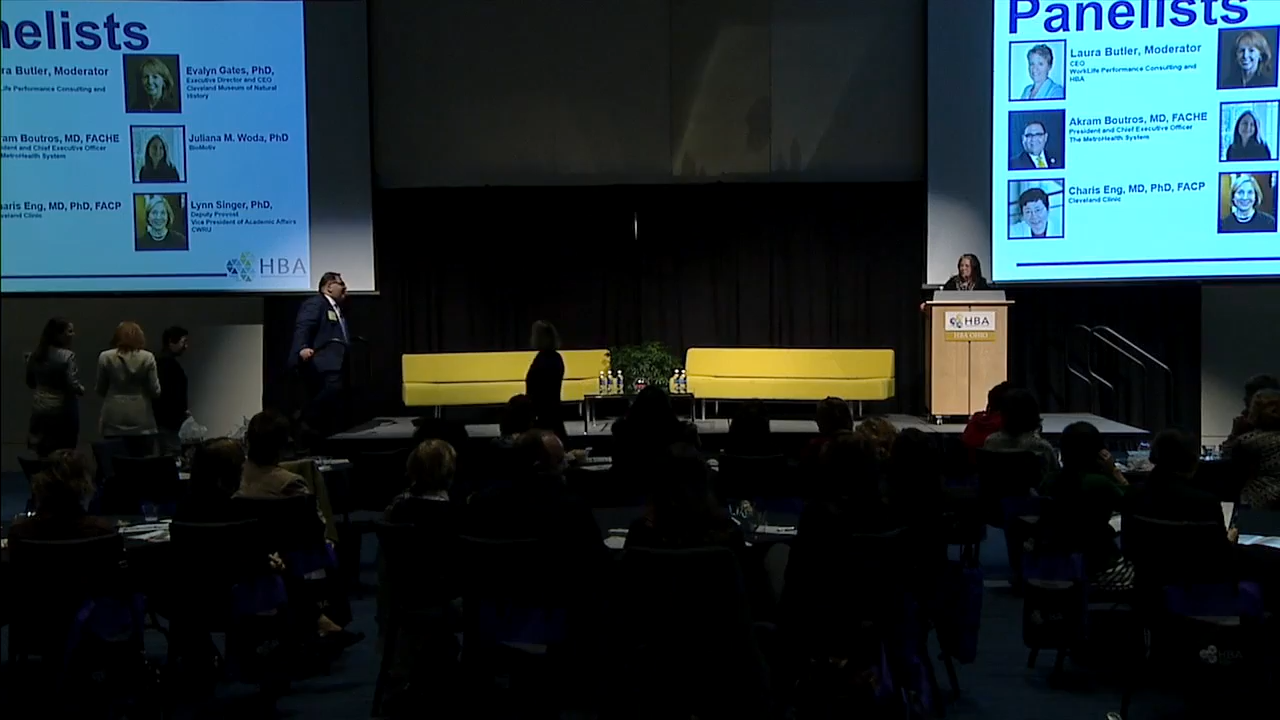 nelists
ra Butler, Moderator
Life Performance Consulting and
Evalyn Gates, PhD,
Executive Director and CEO
Cleveland Museum of Natural
History
ram Boutros, MD, FACHE
ident and Chief Executive Officer
MetroHealth System
Juliana M. Woda, PhD
BioMotiv
haris Eng, MD, PhD, FACP
eveland Clinic
Lynn Singer, PhD,
Deputy Provost
Vice President of Academic Affairs
CWRU
HBA
Panelists
Laura Butler, Moderator
CEO
WorkLife Performance Consulting and
HBA
Akram Boutros, MD, FACHE
President and Chief Executive Officer
The MetroHealth System
Charis Eng, MD, PhD, FACP
Cleveland Clinic
HBA
HBA OHIO
HBA